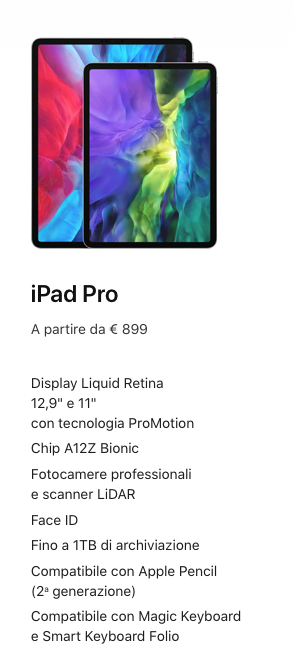 iPad Pro
A partire da € 899
Display Liquid Retina
12,9" e 11"
con tecnologia ProMotion
Chip A12Z Bionic
Fotocamere professionali
e scanner LiDAR
Face ID
Fino a 1TB di archiviazione
Compatibile con Apple Pencil
(2ᵃ generazione)
Compatibile con Magic Keyboard
e Smart Keyboard Folio